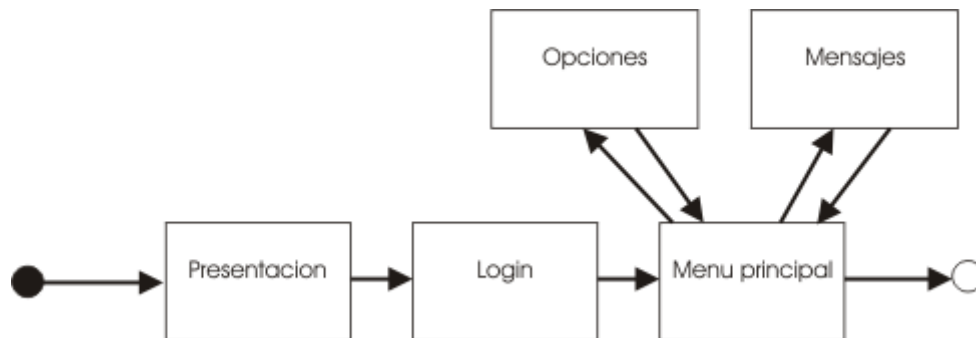 Opciones
Mensajes
Presentacion
Login
Menu principal